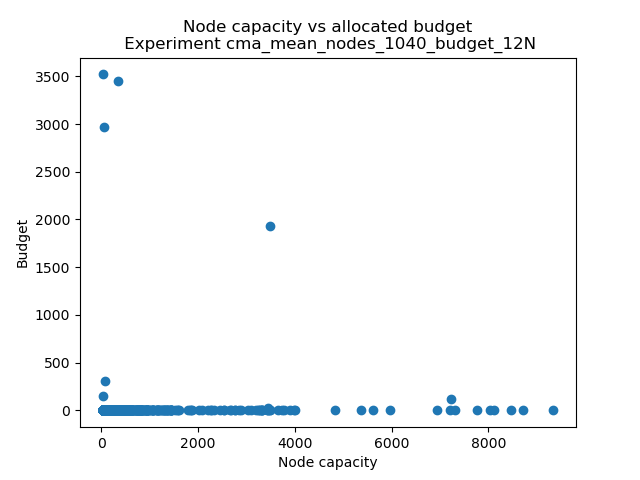 Node capacity vs allocated budget
Experiment cma_mean_nodes_1040_budget_12N
3500
3000
2500
2000
1500
1000
500
0
Budget
0 2000 4000 6000 8000
Node capacity